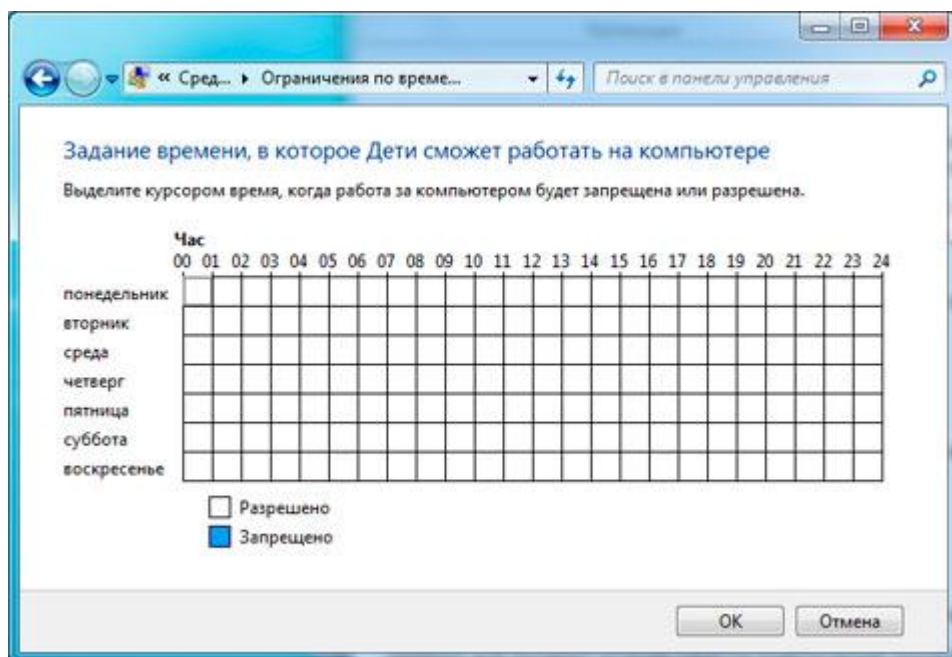 « Сред... ▸ Ограничения по време...
Поиск в панели управления
Задание времени, в которое Дети сможет работать на компьютере
Выделите курсором время, когда работа за компьютером будет запрещена или разрешена.
Час
00 01 02 03 04 05 06 07 08 09 10 11 12 13 14 15 16 17 18 19 20 21 22 23 24
понедельник
вторник
среда
четверг
пятница
суббота
воскресенье
Разрешено
Запрещено
ОК
Отмена